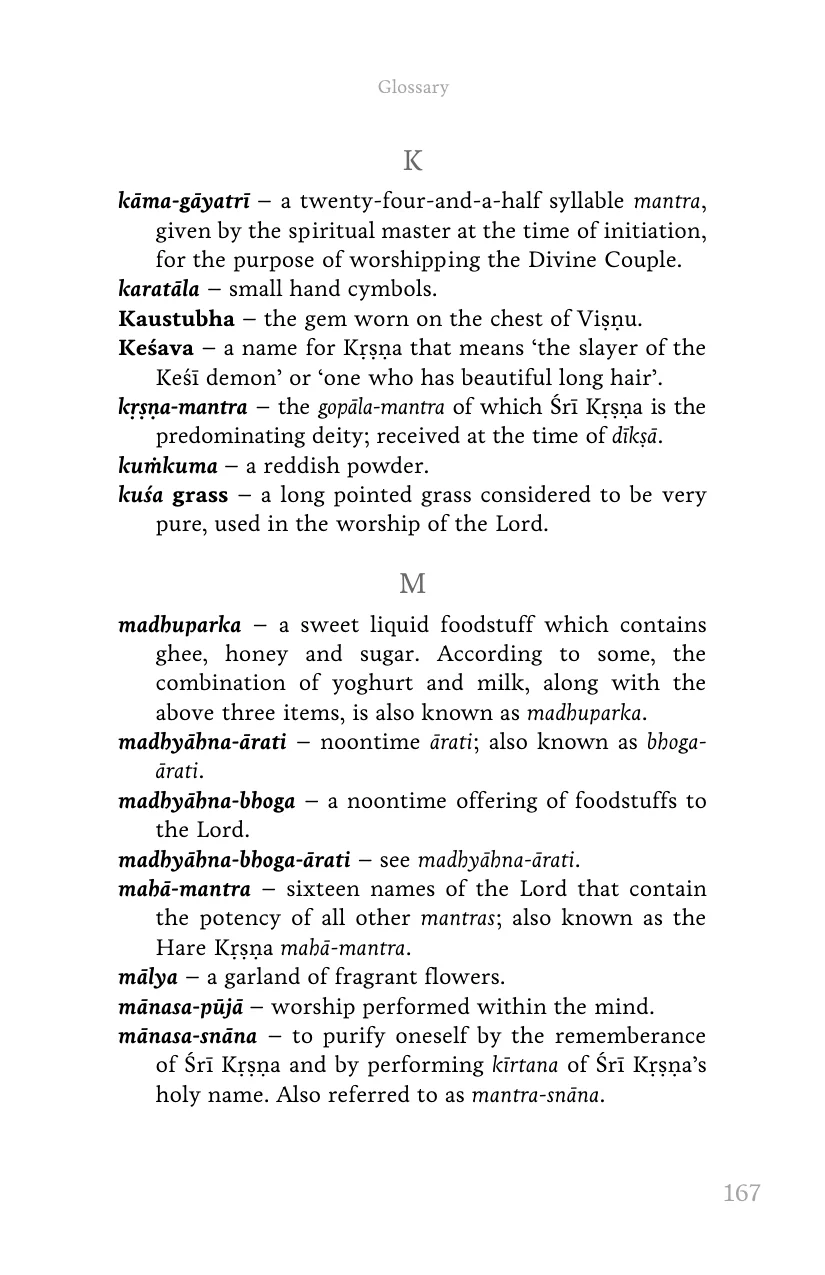 Glossary
K
kāma-gāyatrī – a twenty-four-and-a-half syllable mantra,
given by the spiritual master at the time of initiation,
for the purpose of worshipping the Divine Couple.
karatāla – small hand cymbols.
Kaustubha – the gem worn on the chest of Viṣṇu.
Keśava – a name for Kṛṣṇa that means ‘the slayer of the
Keśī demon’ or ‘one who has beautiful long hair’.
kṛṣṇa-mantra – the gopāla-mantra of which Śrī Kṛṣṇa is the
predominating deity; received at the time of dīkṣā.
kuṁkuma – a reddish powder.
kuśa grass – a long pointed grass considered to be very
pure, used in the worship of the Lord.
M
madhuparka – a sweet liquid foodstuff which contains
ghee, honey and sugar. According to some, the
combination of yoghurt and milk, along with the
above three items, is also known as madhuparka.
madhyāhna-ārati – noontime ārati; also known as bhoga-
ārati.
madhyāhna-bhoga – a noontime offering of foodstuffs to
the Lord.
madhyāhna-bhoga-ārati – see madhyāhna-ārati.
mahā-mantra – sixteen names of the Lord that contain
the potency of all other mantras; also known as the
Hare Kṛṣṇa mahā-mantra.
mālya – a garland of fragrant flowers.
mānasa-pūjā – worship performed within the mind.
mānasa-snāna – to purify oneself by the rememberance
of Śrī Kṛṣṇa and by performing kīrtana of Śrī Kṛṣṇa’s
holy name. Also referred to as mantra-snāna.
167